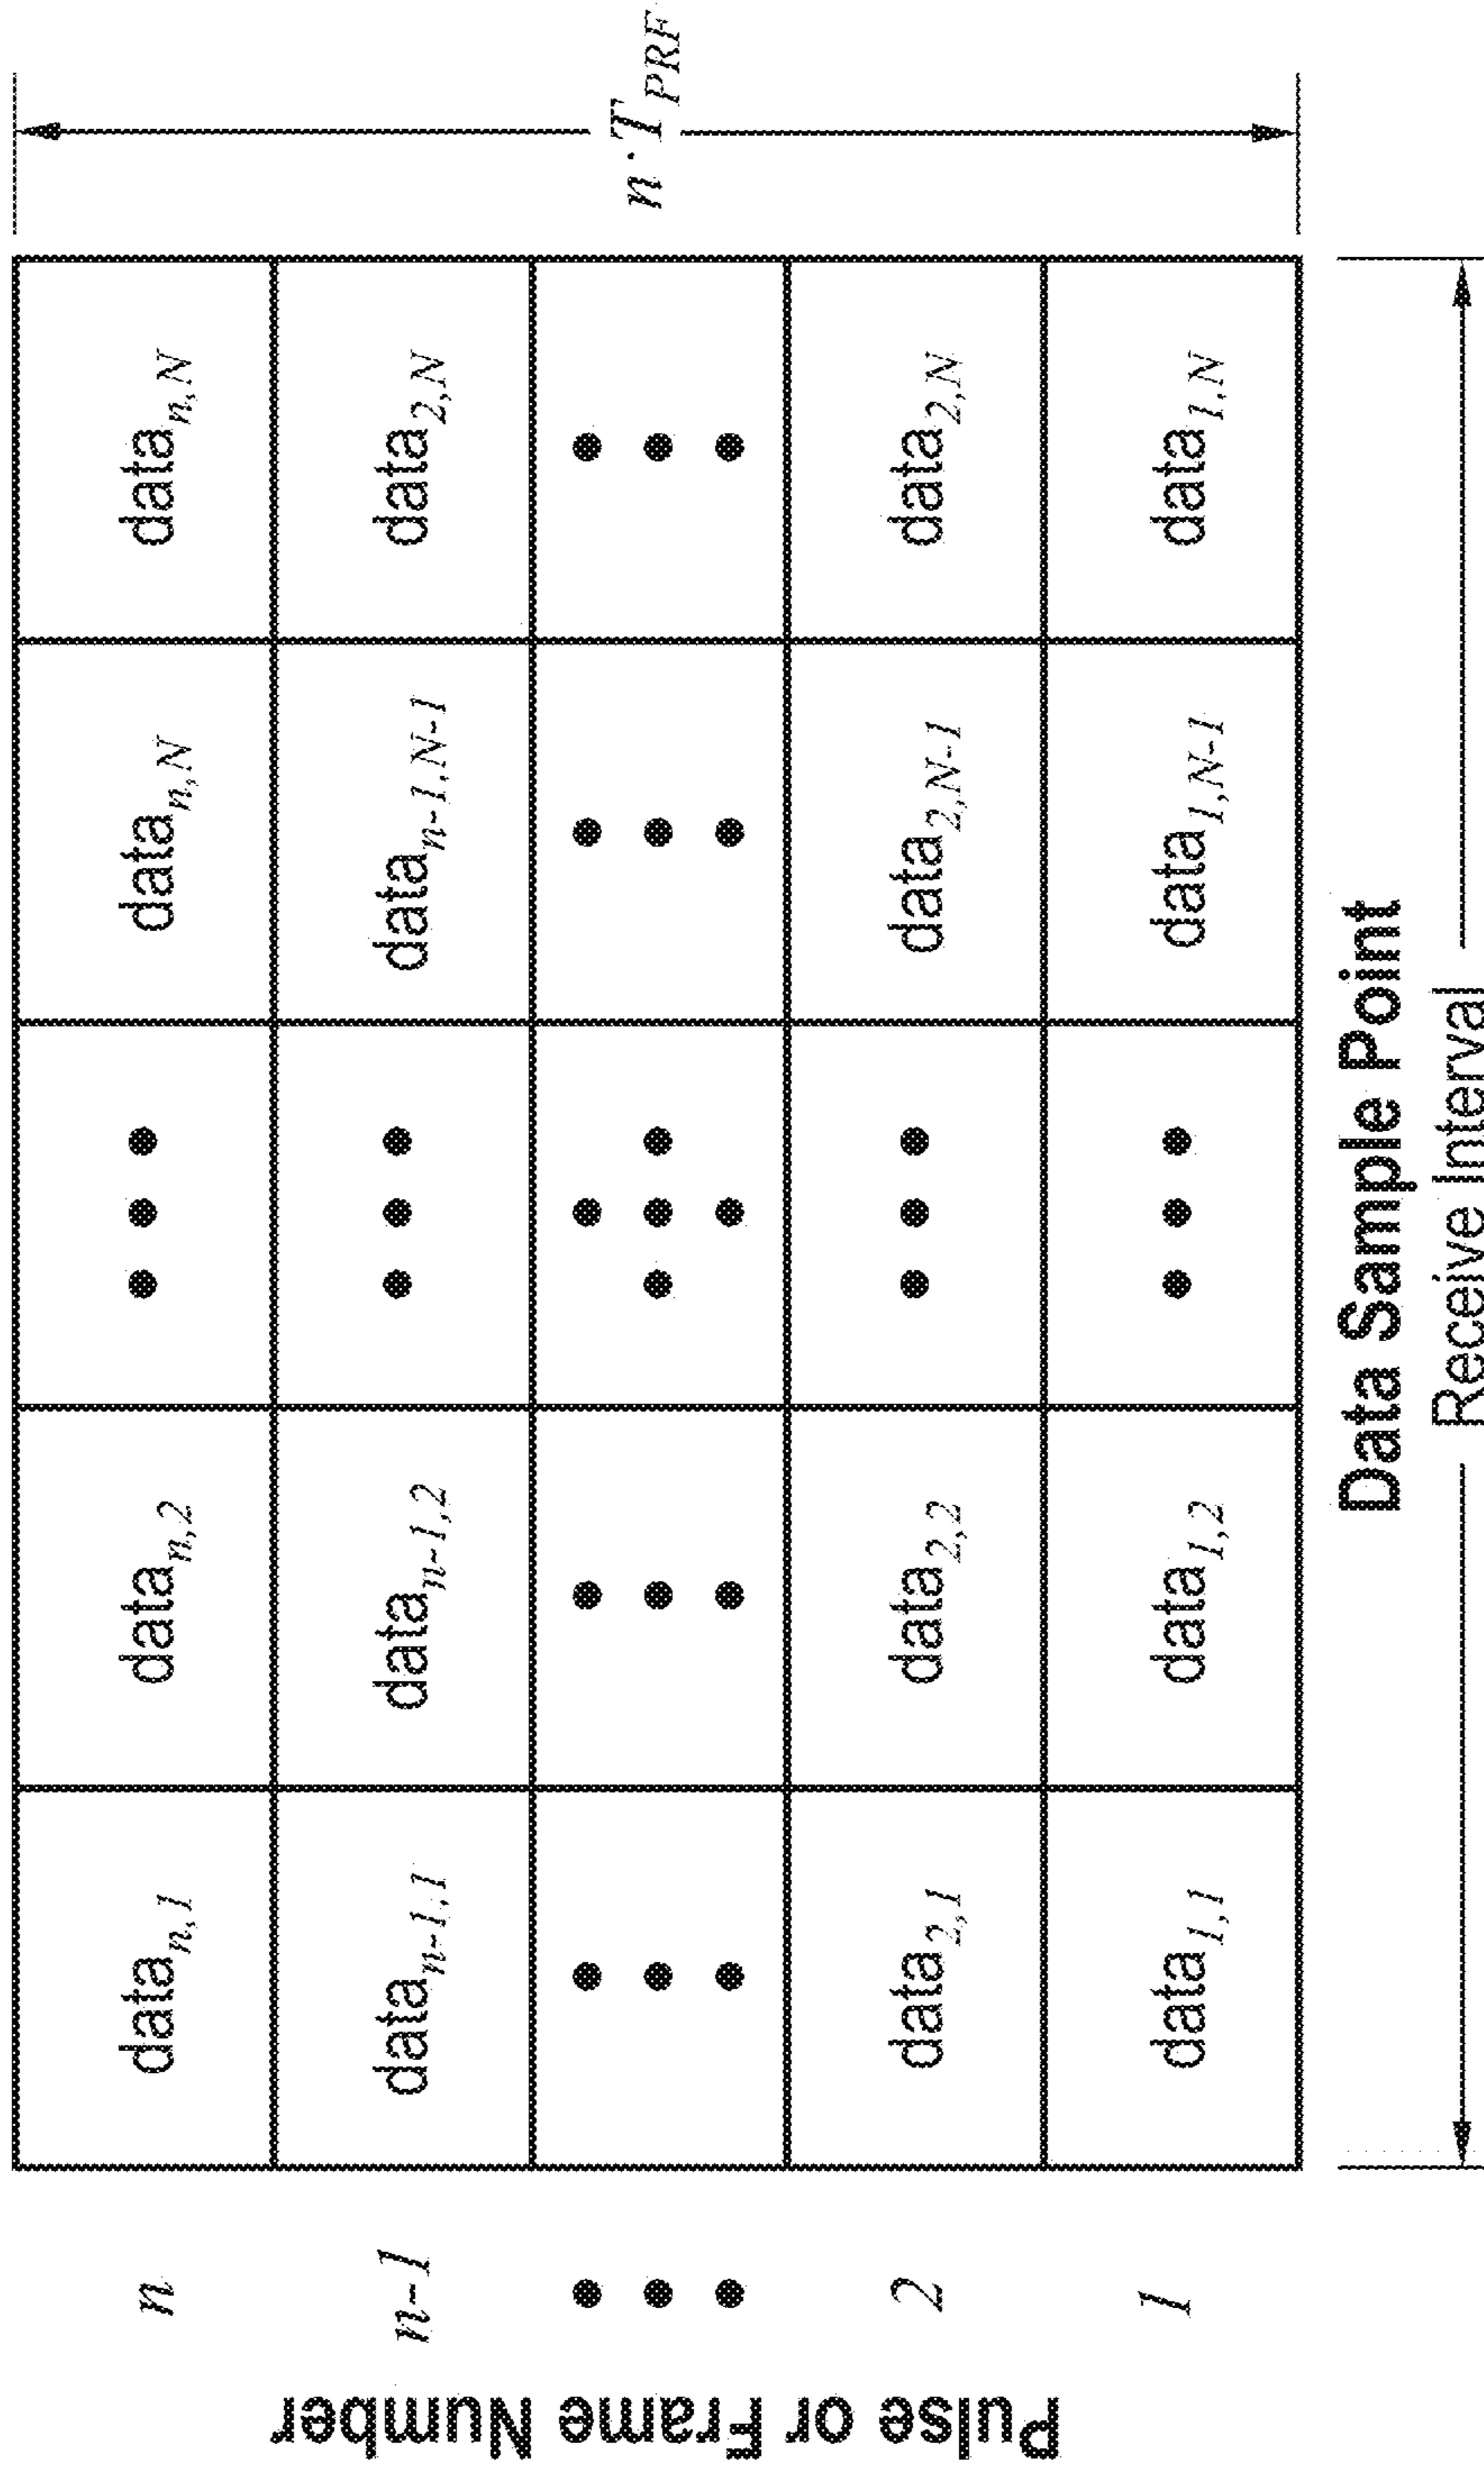 Pulse or Frame Number
n data_n,1 data_n,2 ••• data_n,N data_n,N
n-1 data_n-1,1 data_n-1,2 ••• data_n-1,N-1 data_2,N
n·T_PRF
2 data_2,1 data_2,2 ••• data_2,N-1 data_2,N
1 data_1,1 data_1,2 ••• data_1,N-1 data_1,N
Data Sample Point
Receive Interval